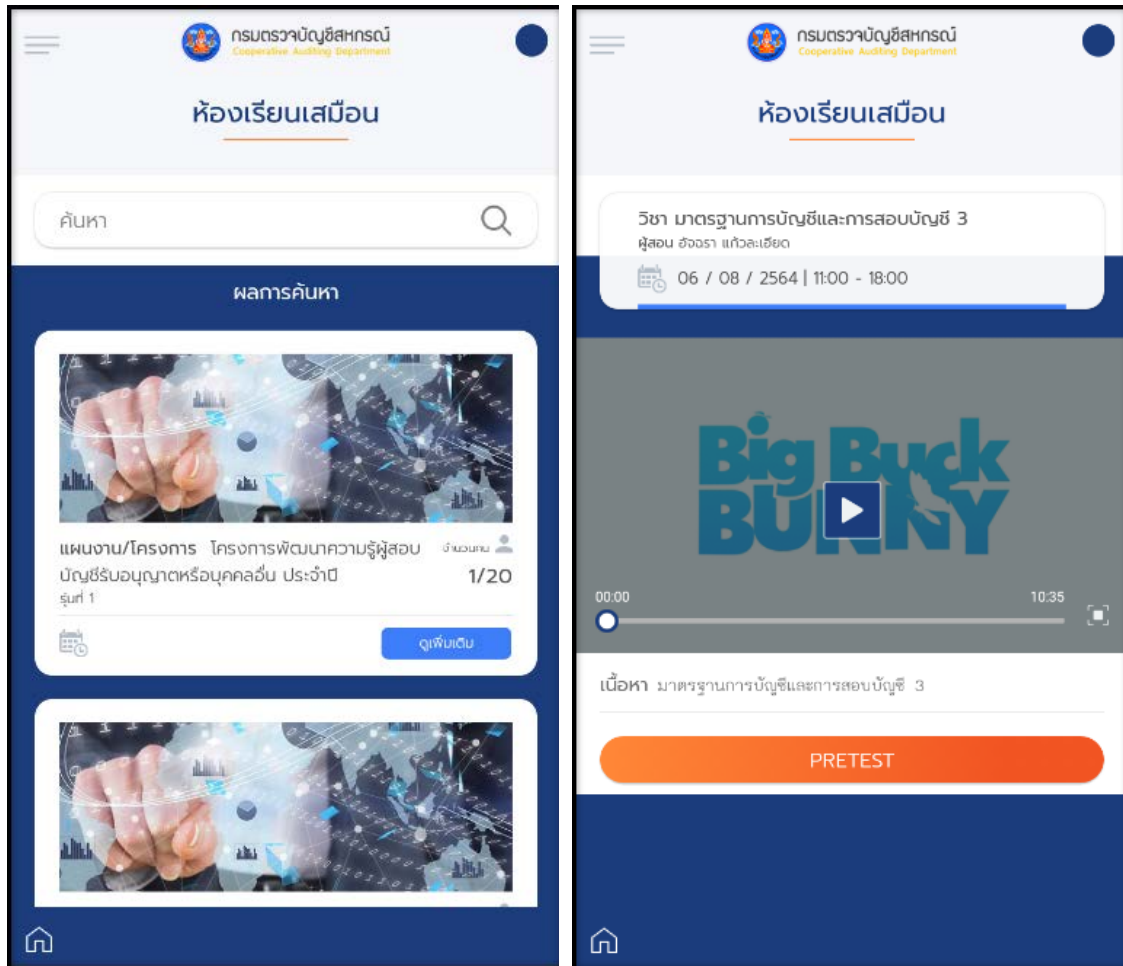 กรมตรวจบัญชีสหกรณ์
Cooperative Auditing Department
ห้องเรียนเสมือน
ค้นหา
ผลการค้นหา
แผนงาน/โครงการ โครงการพัฒนาความรู้ผู้สอบ
บัญชีรับอนุญาตหรือบุคคลอื่น ประจำปี
รุ่นที่ 1
จำนวนคน
1/20
ดูเพิ่มเติม
กรมตรวจบัญชีสหกรณ์
Cooperative Auditing Department
ห้องเรียนเสมือน
วิชา มาตรฐานการบัญชีและการสอบบัญชี 3
ผู้สอน อัจฉรา แก้วละเอียด
06 / 08 / 2564 | 11:00 - 18:00
Big Buck
BUNNY
00:00
10:35
เนื้อหา มาตรฐานการบัญชีและการสอบบัญชี 3
PRETEST